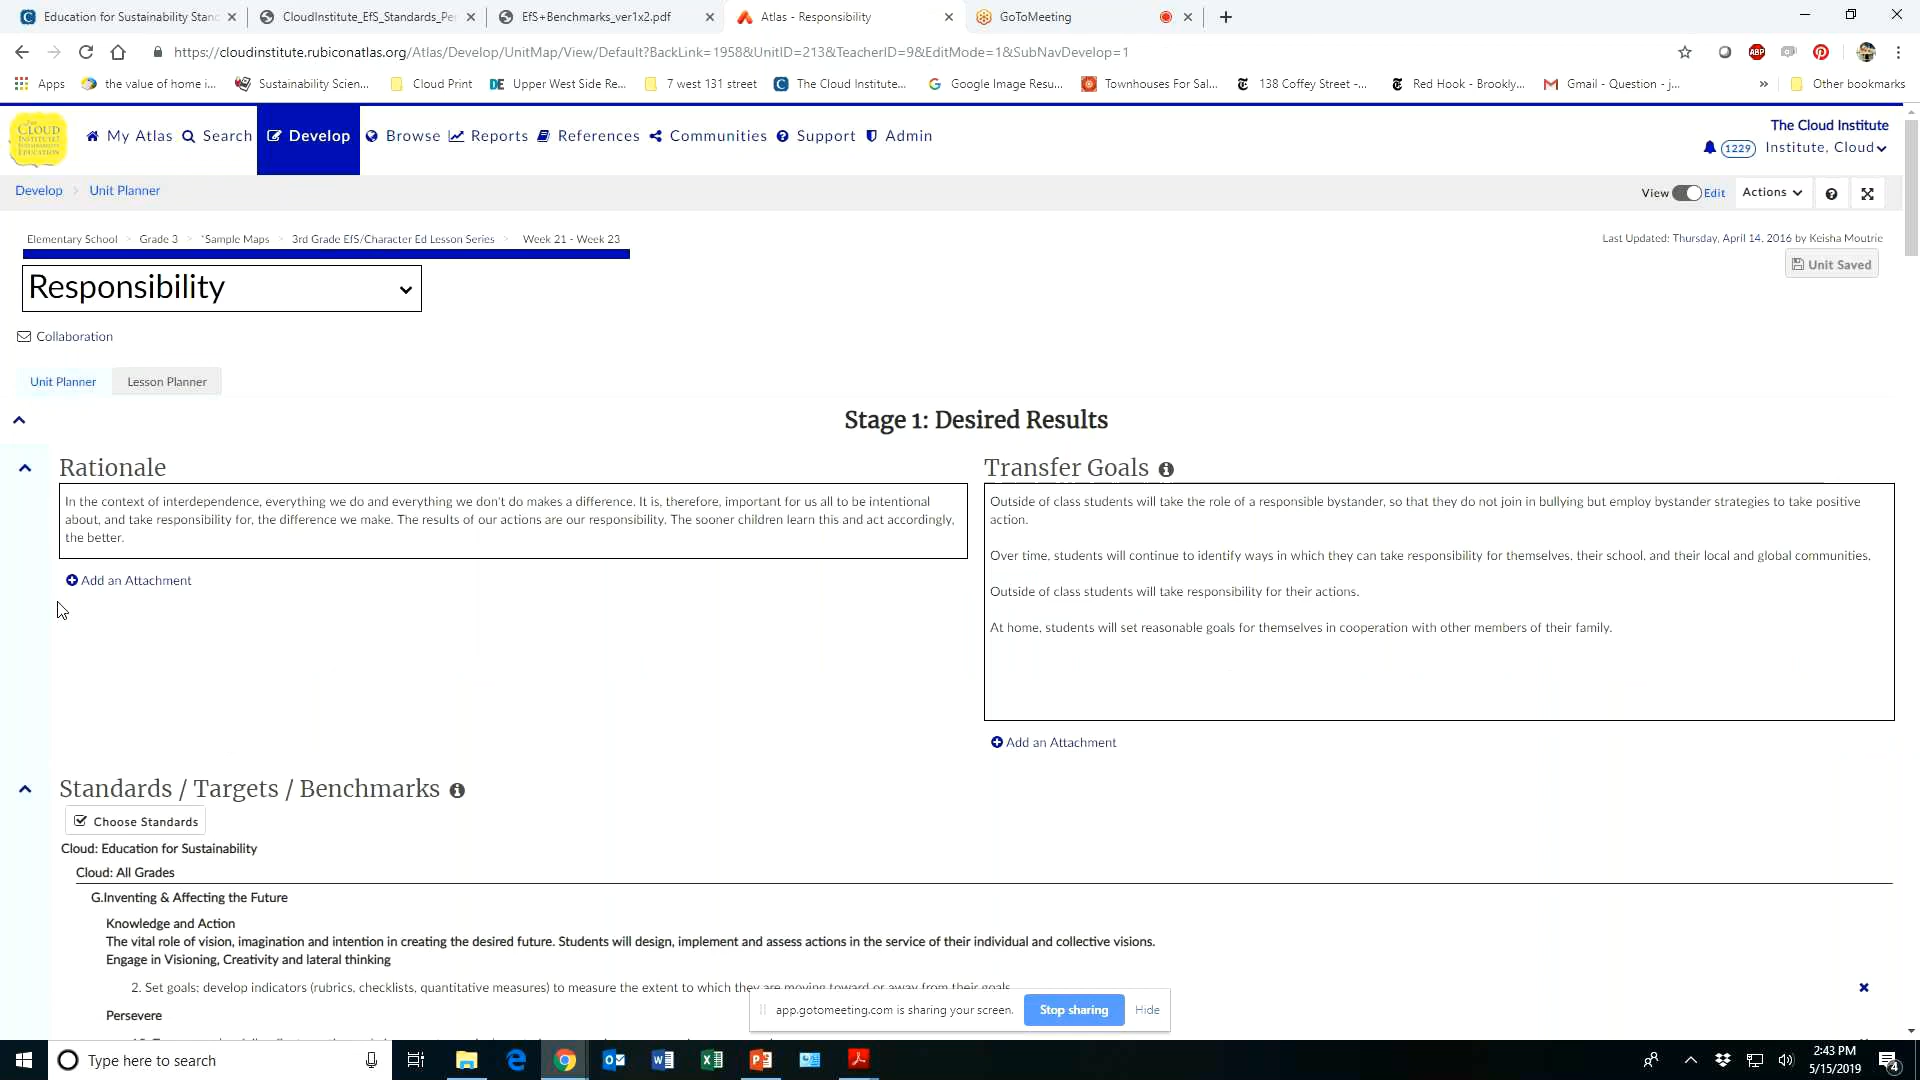 Education for Sustainability Stan
CloudInstitute_EfS_Standards_Pe
EfS+Benchmarks_ver1x2.pdf
Atlas - Responsibility
GoToMeeting
https://cloudinstitute.rubiconatlas.org/Atlas/Develop/UnitMap/View/Default?BackLink=1958&UnitID=213&TeacherID=9&EditMode=1&SubNavDevelop=1
ABP
Apps
the value of home i...
Sustainability Scien...
Cloud Print
DE Upper West Side Re...
7 west 131 street
The Cloud Institute...
Google Image Resu...
Townhouses For Sal...
138 Coffey Street -...
Red Hook - Brookly...
Gmail - Question - j...
»
Other bookmarks
My Atlas
Search
Develop
Browse
Reports
References
Communities
Support
Admin
The Cloud Institute
1229
Institute, Cloud
Develop > Unit Planner
View Edit
Actions
Elementary School > Grade 3 > *Sample Maps > 3rd Grade EfS/Character Ed Lesson Series > Week 21 - Week 23
Last Updated: Thursday, April 14, 2016 by Keisha Moutrie
Unit Saved
Responsibility
Collaboration
Unit Planner
Lesson Planner
Stage 1: Desired Results
Rationale
In the context of interdependence, everything we do and everything we don't do makes a difference. It is, therefore, important for us all to be intentional
about, and take responsibility for, the difference we make. The results of our actions are our responsibility. The sooner children learn this and act accordingly,
the better.
Add an Attachment
Transfer Goals
Outside of class students will take the role of a responsible bystander, so that they do not join in bullying but employ bystander strategies to take positive
action.
Over time, students will continue to identify ways in which they can take responsibility for themselves, their school, and their local and global communities.
Outside of class students will take responsibility for their actions.
At home, students will set reasonable goals for themselves in cooperation with other members of their family.
Add an Attachment
Standards / Targets / Benchmarks
Choose Standards
Cloud: Education for Sustainability
Cloud: All Grades
G.Inventing & Affecting the Future
Knowledge and Action
The vital role of vision, imagination and intention in creating the desired future. Students will design, implement and assess actions in the service of their individual and collective visions.
Engage in Visioning, Creativity and lateral thinking
2. Set goals; develop indicators (rubrics, checklists, quantitative measures) to measure the extent to which they are moving toward or away from their goals
Persevere
app.gotomeeting.com is sharing your screen.
Stop sharing
Hide
Type here to search
2:43 PM
5/15/2019
4